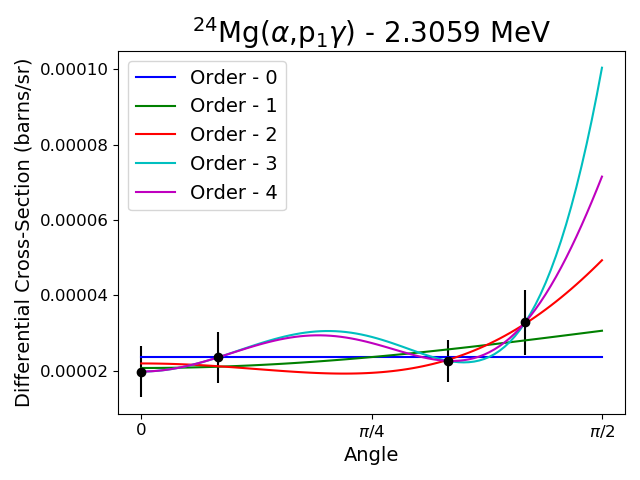 ²⁴Mg(α,p₁γ) - 2.3059 MeV
Differential Cross-Section (barns/sr)
0.00010
0.00008
0.00006
0.00004
0.00002
Order - 0
Order - 1
Order - 2
Order - 3
Order - 4
0
π/4
π/2
Angle